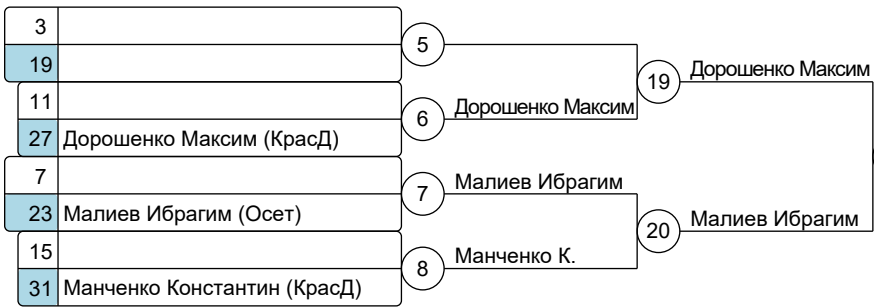 3
19
5
11
27 Дорошенко Максим (КрасД)
6
Дорошенко Максим
19
Дорошенко Максим
7
23 Малиев Ибрагим (Осет)
7
Малиев Ибрагим
15
31 Манченко Константин (КрасД)
8
Манченко К.
20
Малиев Ибрагим